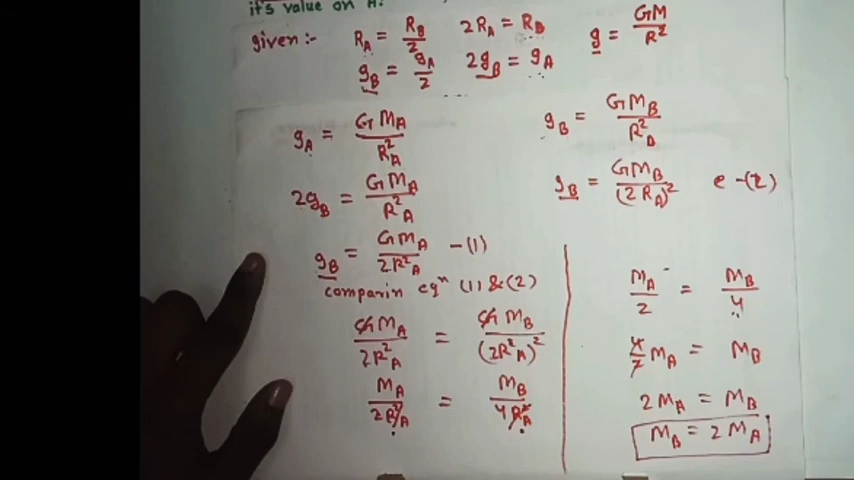 it's value on A.
given :- R_A = R_B/2 2R_A = R_B g = GM/R²
g_B = g_A/2 2g_B = g_A
g_A = GM_A/R²_A
2g_B = GM_A/R²_A
g_B = GM_A/2R²_A -(1)
comparin eqⁿ (1) &(2)
GM_A/2R²_A = GM_B/(2R²_A)²
M_A/2R²_A = M_B/4R²_A
g_B = GM_B/R²_B
g_B = GM_B/(2R_A)² e -(2)
M_A/2 = M_B/4
4/2 M_A = M_B
2M_A = M_B
M_B = 2M_A